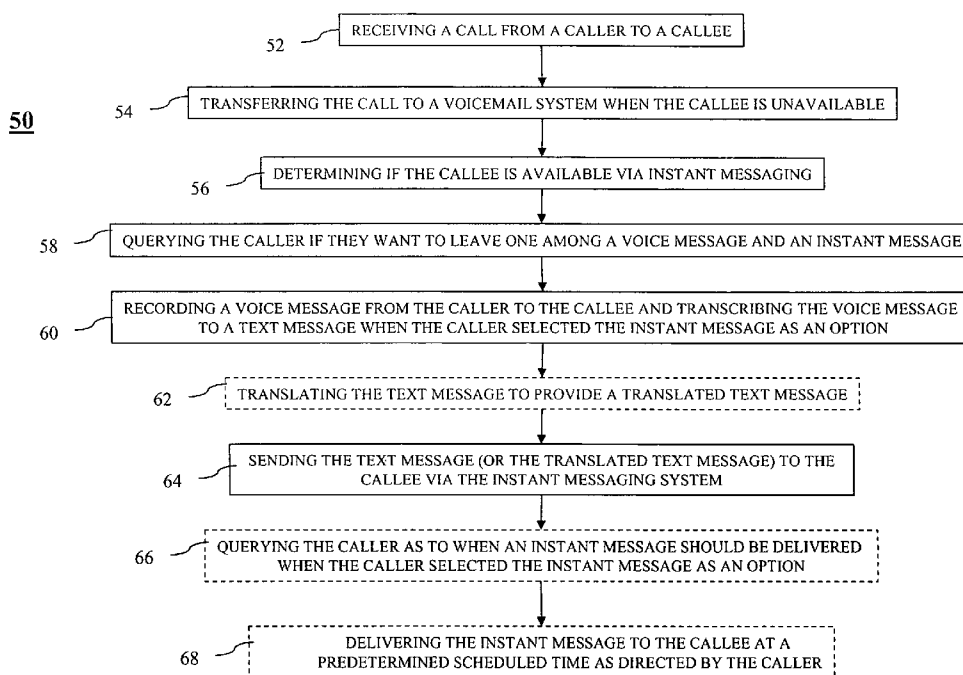 52
RECEIVING A CALL FROM A CALLER TO A CALLEE
54
TRANSFERRING THE CALL TO A VOICEMAIL SYSTEM WHEN THE CALLEE IS UNAVAILABLE
50
56
DETERMINING IF THE CALLEE IS AVAILABLE VIA INSTANT MESSAGING
58
QUERYING THE CALLER IF THEY WANT TO LEAVE ONE AMONG A VOICE MESSAGE AND AN INSTANT MESSAGE
60
RECORDING A VOICE MESSAGE FROM THE CALLER TO THE CALLEE AND TRANSCRIBING THE VOICE MESSAGE
TO A TEXT MESSAGE WHEN THE CALLER SELECTED THE INSTANT MESSAGE AS AN OPTION
62
TRANSLATING THE TEXT MESSAGE TO PROVIDE A TRANSLATED TEXT MESSAGE
64
SENDING THE TEXT MESSAGE (OR THE TRANSLATED TEXT MESSAGE) TO THE
CALLEE VIA THE INSTANT MESSAGING SYSTEM
66
QUERYING THE CALLER AS TO WHEN AN INSTANT MESSAGE SHOULD BE DELIVERED
WHEN THE CALLER SELECTED THE INSTANT MESSAGE AS AN OPTION
68
DELIVERING THE INSTANT MESSAGE TO THE CALLEE AT A
PREDETERMINED SCHEDULED TIME AS DIRECTED BY THE CALLER